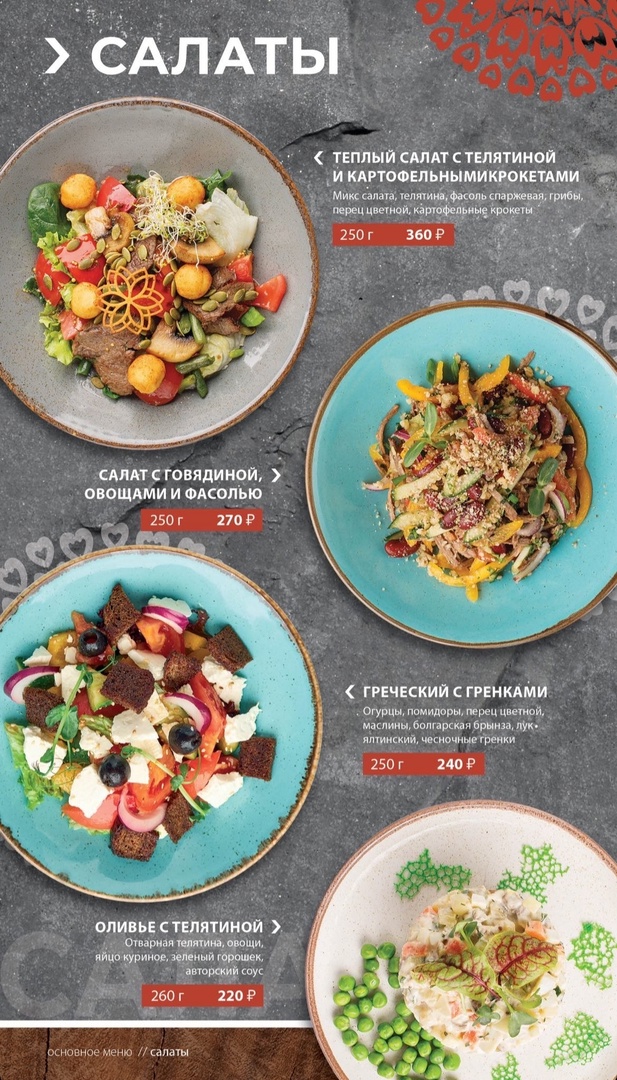 САЛАТЫ
ТЕПЛЫЙ САЛАТ С ТЕЛЯТИНОЙ
И КАРТОФЕЛЬНЫМИКРОКЕТАМИ
Микс салата, телятина, фасоль спаржевая, грибы,
перец цветной, картофельные крокеты
250 г 360 ₽
САЛАТ С ГОВЯДИНОЙ,
ОВОЩАМИ И ФАСОЛЬЮ
250 г 270 ₽
ГРЕЧЕСКИЙ С ГРЕНКАМИ
Огурцы, помидоры, перец цветной,
маслины, болгарская брынза, лук
ялтинский, чесночные гренки
250 г 240 ₽
ОЛИВЬЕ С ТЕЛЯТИНОЙ
Отварная телятина, овощи,
яйцо куриное, зеленый горошек,
авторский соус
260 г 220 ₽
САЛА
основное меню // салаты